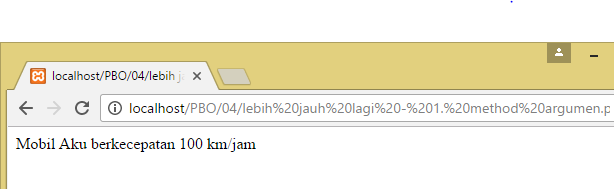 localhost/PBO/04/lebih ja
localhost/PBO/04/lebih%20jauh%20lagi%20-%201.%20method%20argumen.p
Mobil Aku berkecepatan 100 km/jam